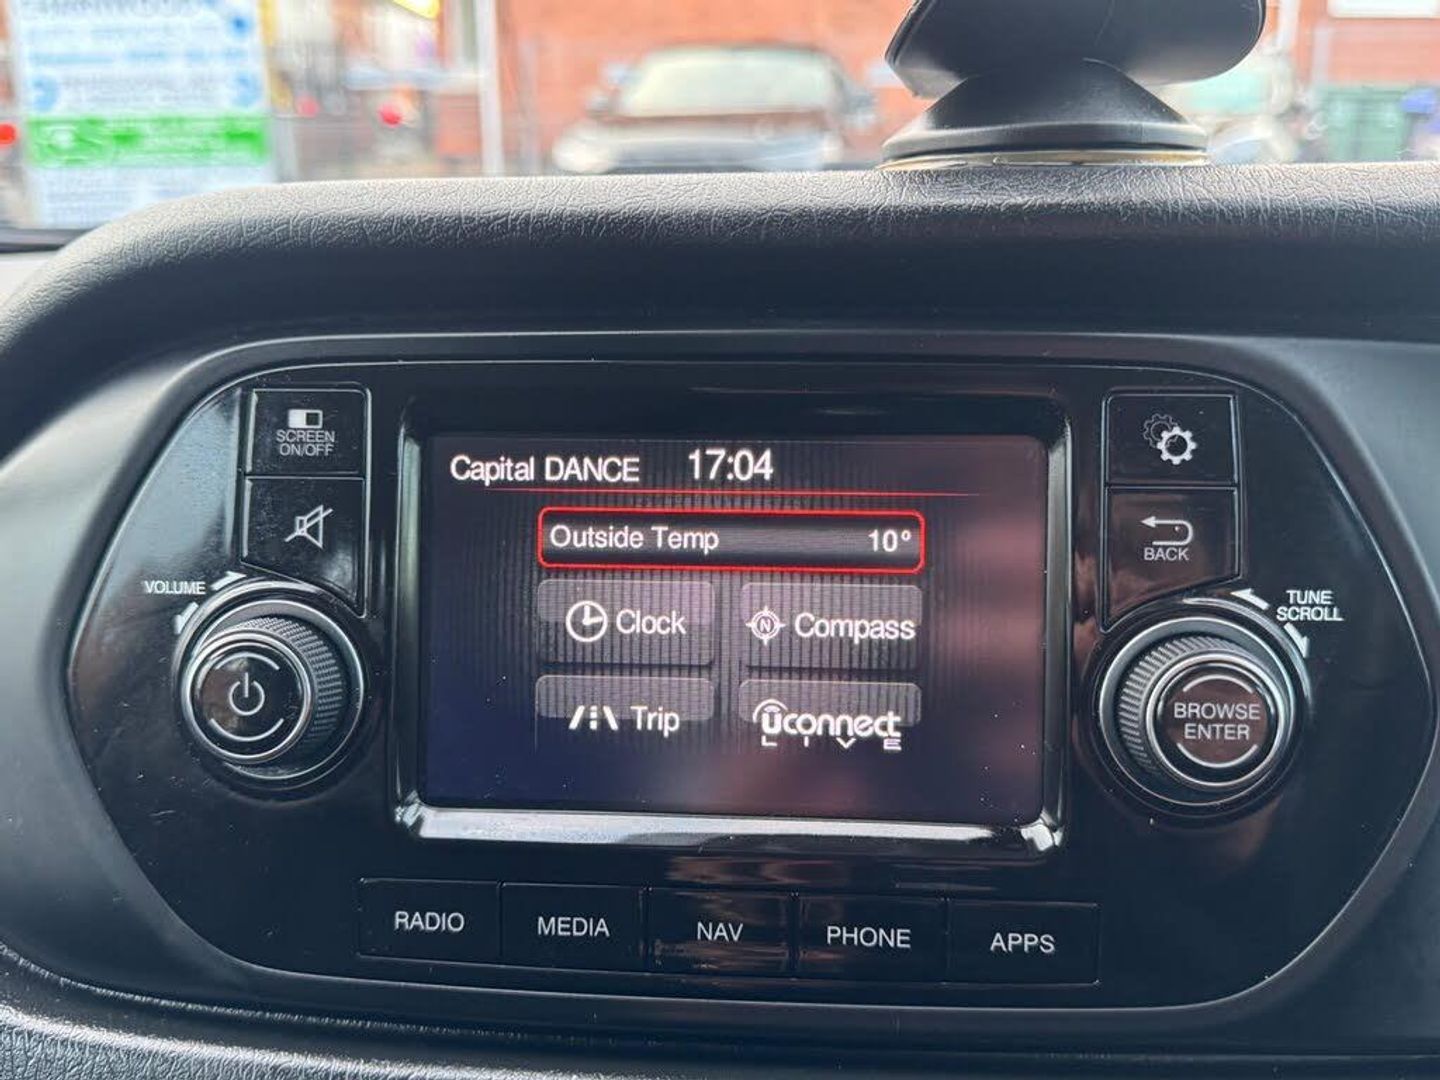 SCREEN
ON/OFF
VOLUME
Capital DANCE 17:04
Outside Temp 10°
Clock
N
Compass
Trip
Uconnect
LIVE
BACK
TUNE
SCROLL
BROWSE
ENTER
RADIO
MEDIA
NAV
PHONE
APPS